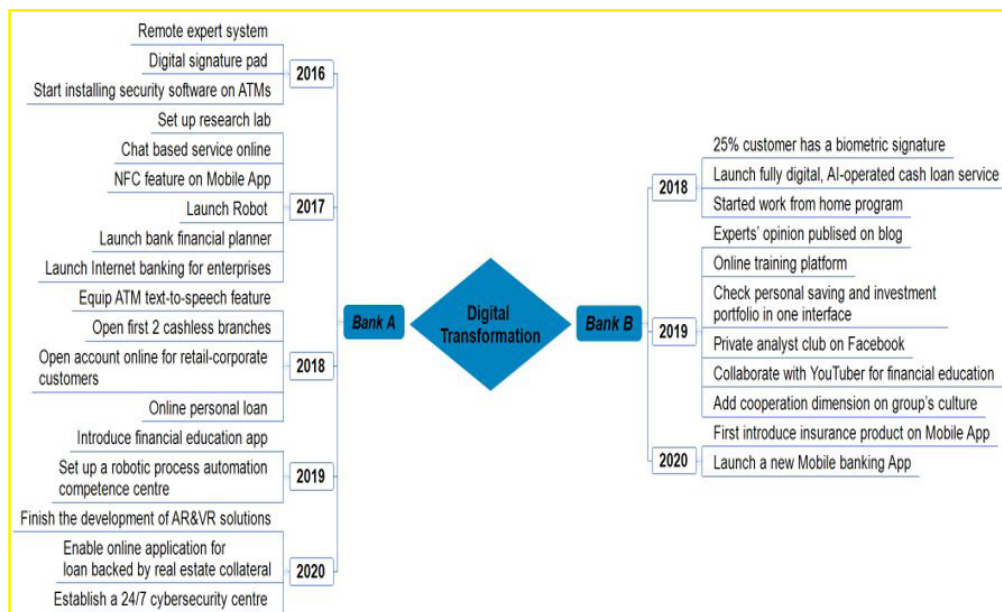 Remote expert system
Digital signature pad
Start installing security software on ATMs
2016
Set up research lab
Chat based service online
NFC feature on Mobile App
Launch Robot
Launch bank financial planner
Launch Internet banking for enterprises
2017
Equip ATM text-to-speech feature
Open first 2 cashless branches
Open account online for retail-corporate
customers
Online personal loan
2018
Introduce financial education app
Set up a robotic process automation
competence centre
2019
Finish the development of AR&VR solutions
Enable online application for
loan backed by real estate collateral
Establish a 24/7 cybersecurity centre
2020
Bank A
Digital
Transformation
Bank B
2018
25% customer has a biometric signature
Launch fully digital, AI-operated cash loan service
Started work from home program
2019
Experts' opinion publised on blog
Online training platform
Check personal saving and investment
portfolio in one interface
Private analyst club on Facebook
Collaborate with YouTuber for financial education
Add cooperation dimension on group's culture
2020
First introduce insurance product on Mobile App
Launch a new Mobile banking App